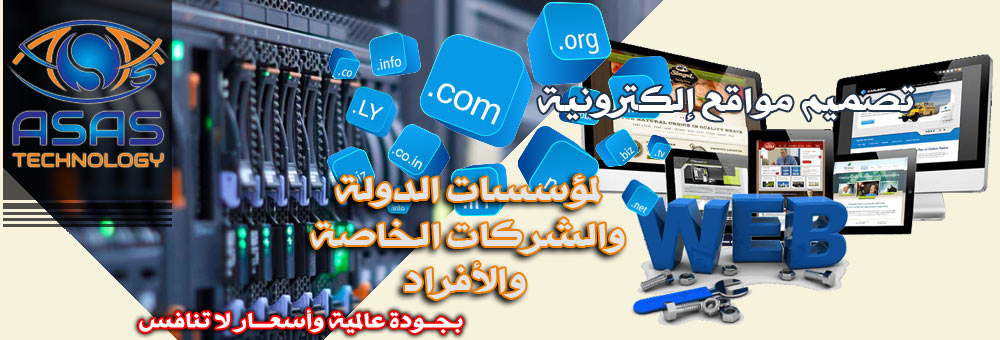 ASAS
TECHNOLOGY
.co
.info
.com
.org
.LY
.co.in
.biz
.tv
.net
.info
تصميم مواقع إلكترونية
لمؤسسات الدولة
والشركات الخاصة
والأفراد
بجودة عالمية وأسعار لا تنافس
WEB